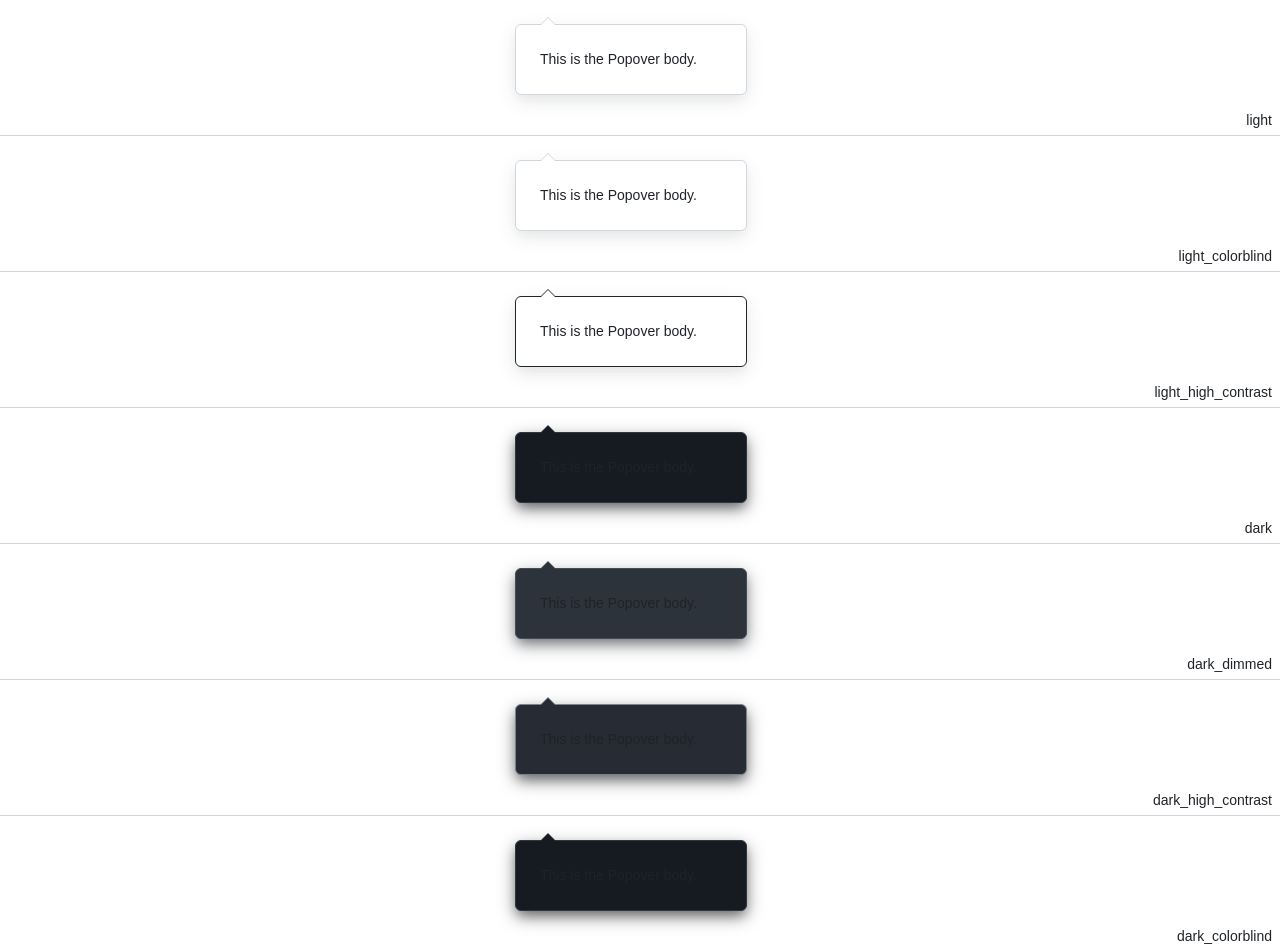 This is the Popover body.
light
This is the Popover body.
light_colorblind
This is the Popover body.
light_high_contrast
This is the Popover body.
dark
This is the Popover body.
dark_dimmed
This is the Popover body.
dark_high_contrast
This is the Popover body.
dark_colorblind